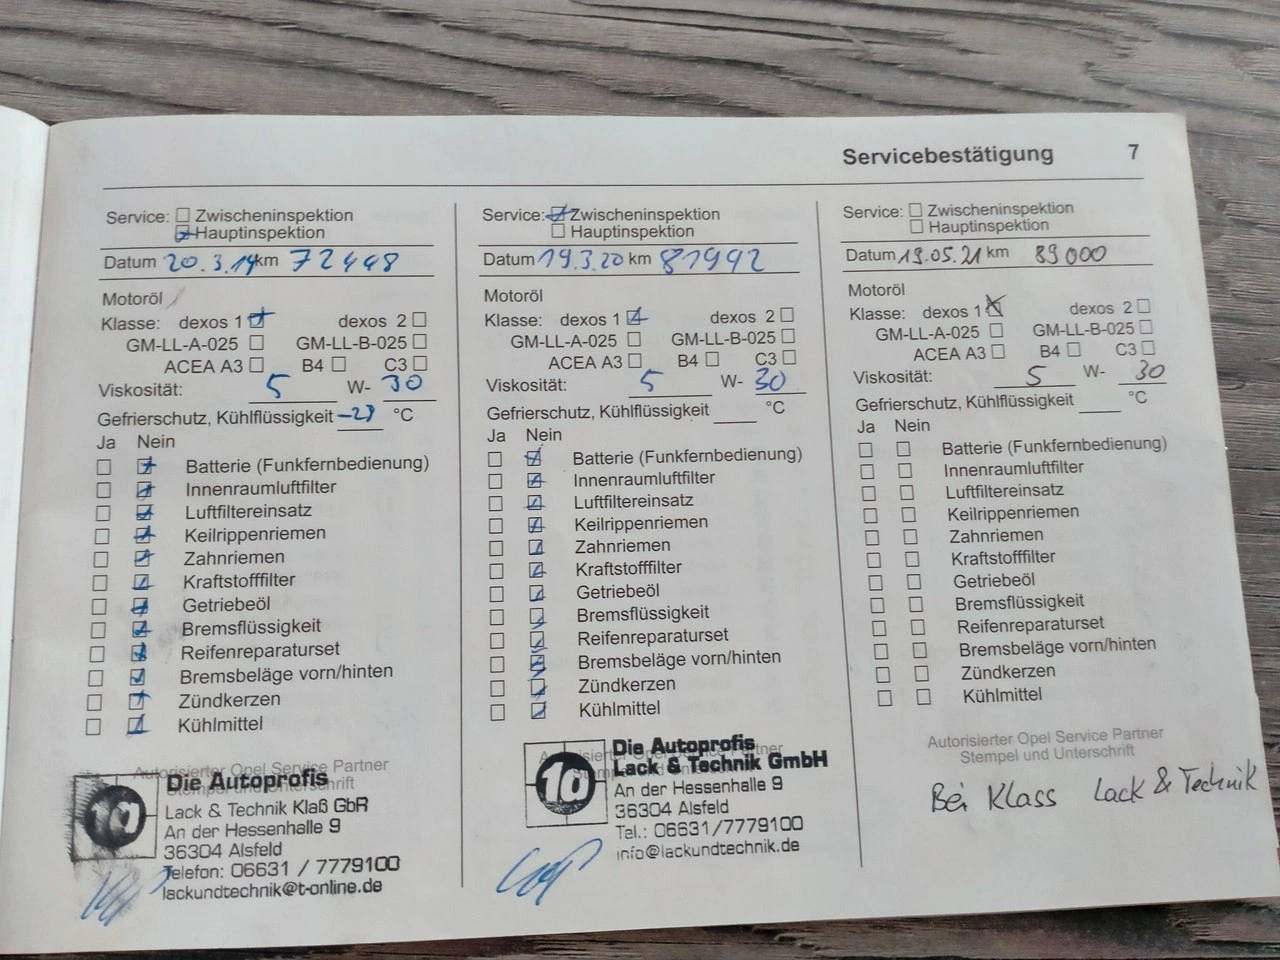 Servicebestätigung 7
Service: Zwischeninspektion
Hauptinspektion
Datum 20.3.19 km 72448
Motoröl
Klasse: dexos 1 dexos 2
GM-LL-A-025 GM-LL-B-025
ACEA A3 B4 C3
Viskosität: 5 W- 30
Gefrierschutz, Kühlflüssigkeit °C
Ja Nein
Batterie (Funkfernbedienung)
Innenraumluftfilter
Luftfiltereinsatz
Keilrippenriemen
Zahnriemen
Kraftstofffilter
Getriebeöl
Bremsflüssigkeit
Reifenreparaturset
Bremsbeläge vorn/hinten
Zündkerzen
Kühlmittel
Autorisierter Opel Service Partner
Die Autoprofis
Lack & Technik Klaß GbR
An der Hessenhalle 9
36304 Alsfeld
Telefon: 06631 / 7779100
lackundtechnik@t-online.de
Service: Zwischeninspektion
Hauptinspektion
Datum 19.3.20 km 81992
Motoröl
Klasse: dexos 1 dexos 2
GM-LL-A-025 GM-LL-B-025
ACEA A3 B4 C3
Viskosität: 5 W- 30
Gefrierschutz, Kühlflüssigkeit °C
Ja Nein
Batterie (Funkfernbedienung)
Innenraumluftfilter
Luftfiltereinsatz
Keilrippenriemen
Zahnriemen
Kraftstofffilter
Getriebeöl
Bremsflüssigkeit
Reifenreparaturset
Bremsbeläge vorn/hinten
Zündkerzen
Kühlmittel
10
Die Autoprofis
Lack & Technik GmbH
An der Hessenhalle 9
36304 Alsfeld
Tel.: 06631/7779100
info@lackundtechnik.de
Service: Zwischeninspektion
Hauptinspektion
Datum 19.05.21 km 89000
Motoröl
Klasse: dexos 1 dexos 2
GM-LL-A-025 GM-LL-B-025
ACEA A3 B4 C3
Viskosität: 5 W- 30
Gefrierschutz, Kühlflüssigkeit °C
Ja Nein
Batterie (Funkfernbedienung)
Innenraumluftfilter
Luftfiltereinsatz
Keilrippenriemen
Zahnriemen
Kraftstofffilter
Getriebeöl
Bremsflüssigkeit
Reifenreparaturset
Bremsbeläge vorn/hinten
Zündkerzen
Kühlmittel
Autorisierter Opel Service Partner
Stempel und Unterschrift
Bei Klass Lack & Technik